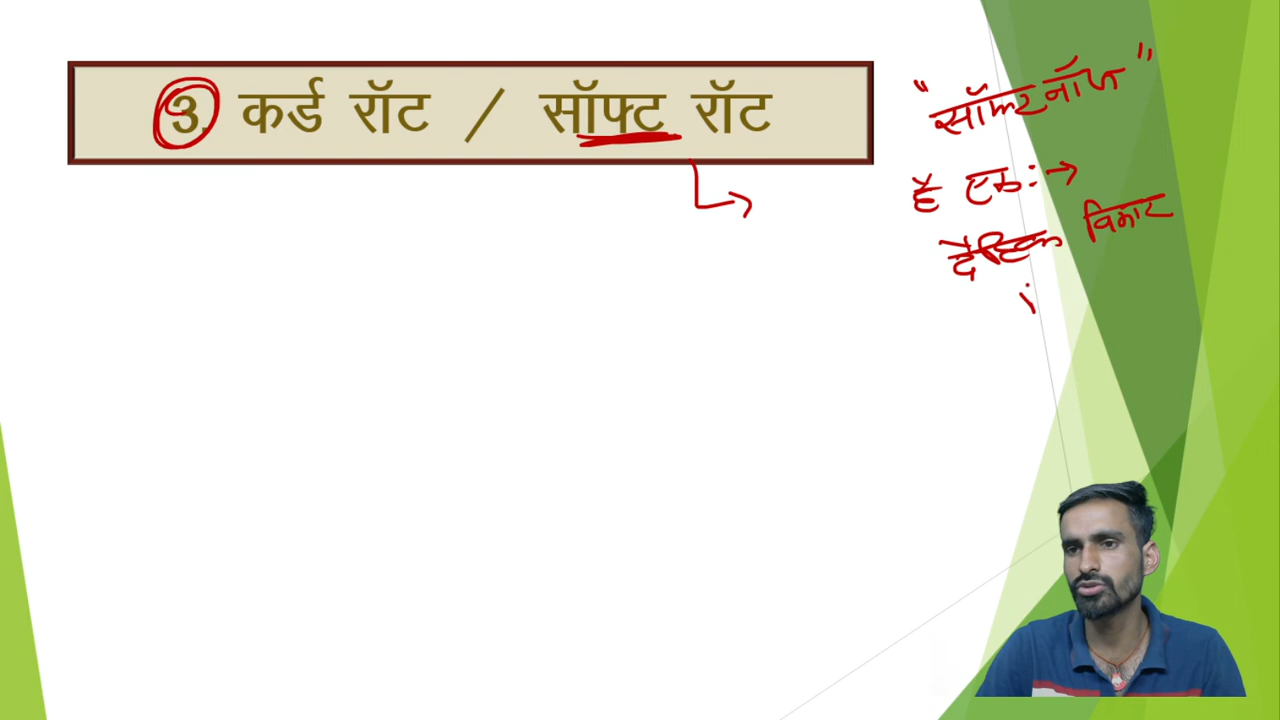 3. कर्ड रॉट / सॉफ्ट रॉट
"सॉफ्टनॉज"
है एक :→
दैहिक विकार